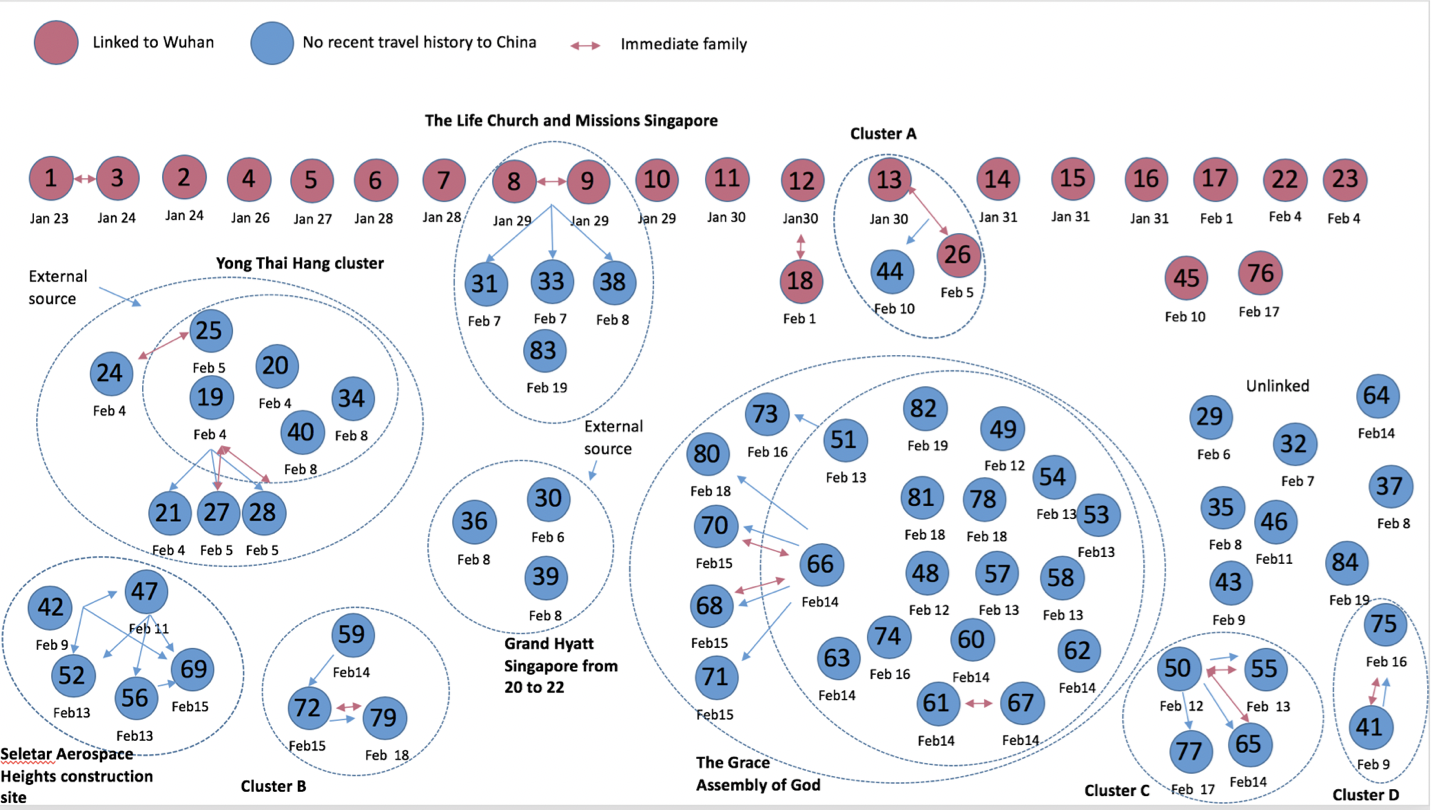 Linked to Wuhan No recent travel history to China Immediate family
The Life Church and Missions Singapore
Cluster A
1 3 2 4 5 6 7 8 9 10 11 12 13 14 15 16 17 22 23
Jan 23 Jan 24 Jan 24 Jan 26 Jan 27 Jan 28 Jan 28 Jan 29 Jan 29 Jan 29 Jan 30 Jan30 Jan 30 Jan 31 Jan 31 Jan 31 Feb 1 Feb 4 Feb 4
31 33 38
Feb 7 Feb 7 Feb 8
83
Feb 19
18
Feb 1
44 26
Feb 10 Feb 5
45 76
Feb 10 Feb 17
Yong Thai Hang cluster
External
source
25
Feb 5
24
Feb 4
20
Feb 4
19
Feb 4
34
Feb 8
40
Feb 8
21 27 28
Feb 4 Feb 5 Feb 5
External
source
36
Feb 8
30
Feb 6
39
Feb 8
Grand Hyatt
Singapore from
20 to 22
42
Feb 9
47
Feb 11
52
Feb13
56
Feb13
69
Feb15
Seletar Aerospace
Heights construction
site
59
Feb14
72
Feb15
79
Feb 18
Cluster B
73
Feb 16
51
Feb 13
80
Feb 18
70
Feb15
66
Feb14
68
Feb15
71
Feb15
82
Feb 19
49
Feb 12
54
Feb 13
53
Feb13
81
Feb 18
78
Feb 18
48
Feb 12
57
Feb 13
58
Feb 13
63
Feb14
74
Feb 16
60
Feb14
62
Feb14
61
Feb14
67
Feb14
The Grace
Assembly of God
Unlinked
29
Feb 6
32
Feb 7
64
Feb14
35
Feb 8
46
Feb11
37
Feb 8
43
Feb 9
84
Feb 19
50
Feb 12
55
Feb 13
77
Feb 17
65
Feb14
Cluster C
75
Feb 16
41
Feb 9
Cluster D